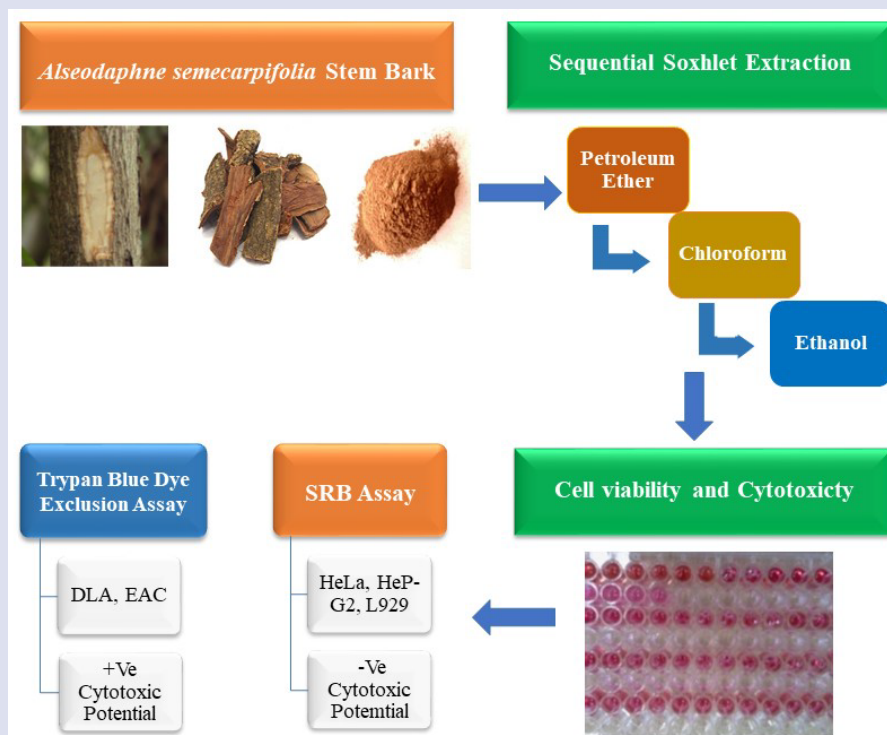 Alseodaphne semecarpifolia Stem Bark
Sequential Soxhlet Extraction
Petroleum
Ether
Chloroform
Ethanol
Cell viability and Cytotoxicty
SRB Assay
HeLa, HeP-
G2, L929
-Ve
Cytotoxic
Potemtial
Trypan Blue Dye
Exclusion Assay
DLA, EAC
+Ve
Cytotoxic
Potential